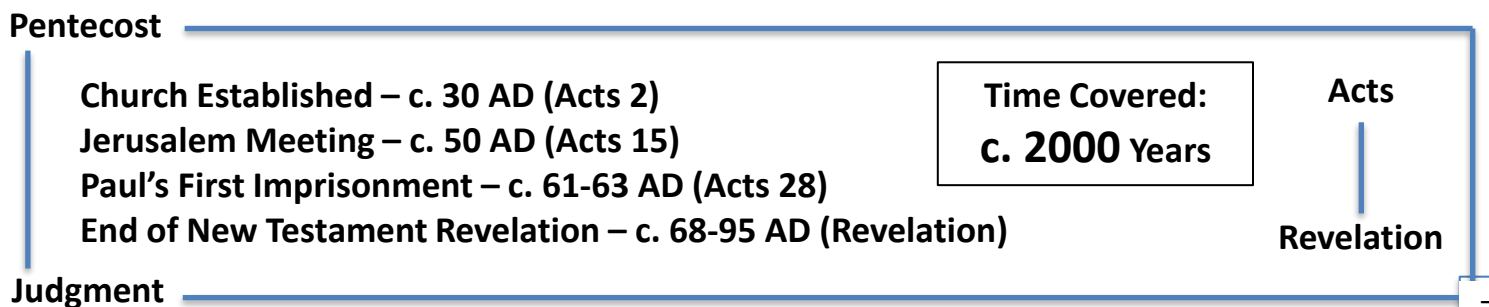 Pentecost
Church Established – c. 30 AD (Acts 2)
Jerusalem Meeting – c. 50 AD (Acts 15)
Paul’s First Imprisonment – c. 61-63 AD (Acts 28)
End of New Testament Revelation – c. 68-95 AD (Revelation)
Time Covered:
c. 2000 Years
Acts
Revelation
Judgment